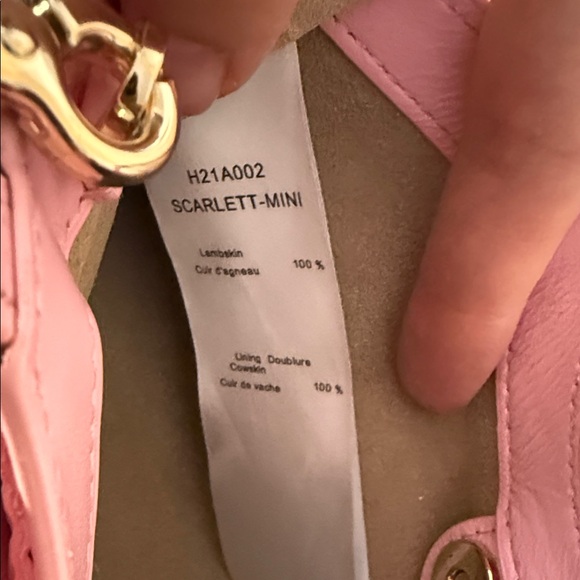 H21A002
SCARLETT-MINI
Lambskin
Cuir d'agneau 100 %
Lining Doublure
Cowskin
Cuir de vache 100 %